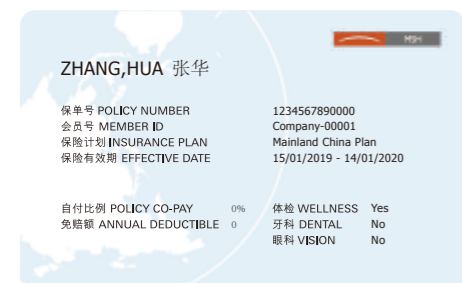 MSH
ZHANG,HUA 张华
保单号 POLICY NUMBER 1234567890000
会员号 MEMBER ID Company-00001
保险计划 INSURANCE PLAN Mainland China Plan
保险有效期 EFFECTIVE DATE 15/01/2019 - 14/01/2020
自付比例 POLICY CO-PAY 0% 体检 WELLNESS Yes
免赔额 ANNUAL DEDUCTIBLE 0 牙科 DENTAL No
眼科 VISION No